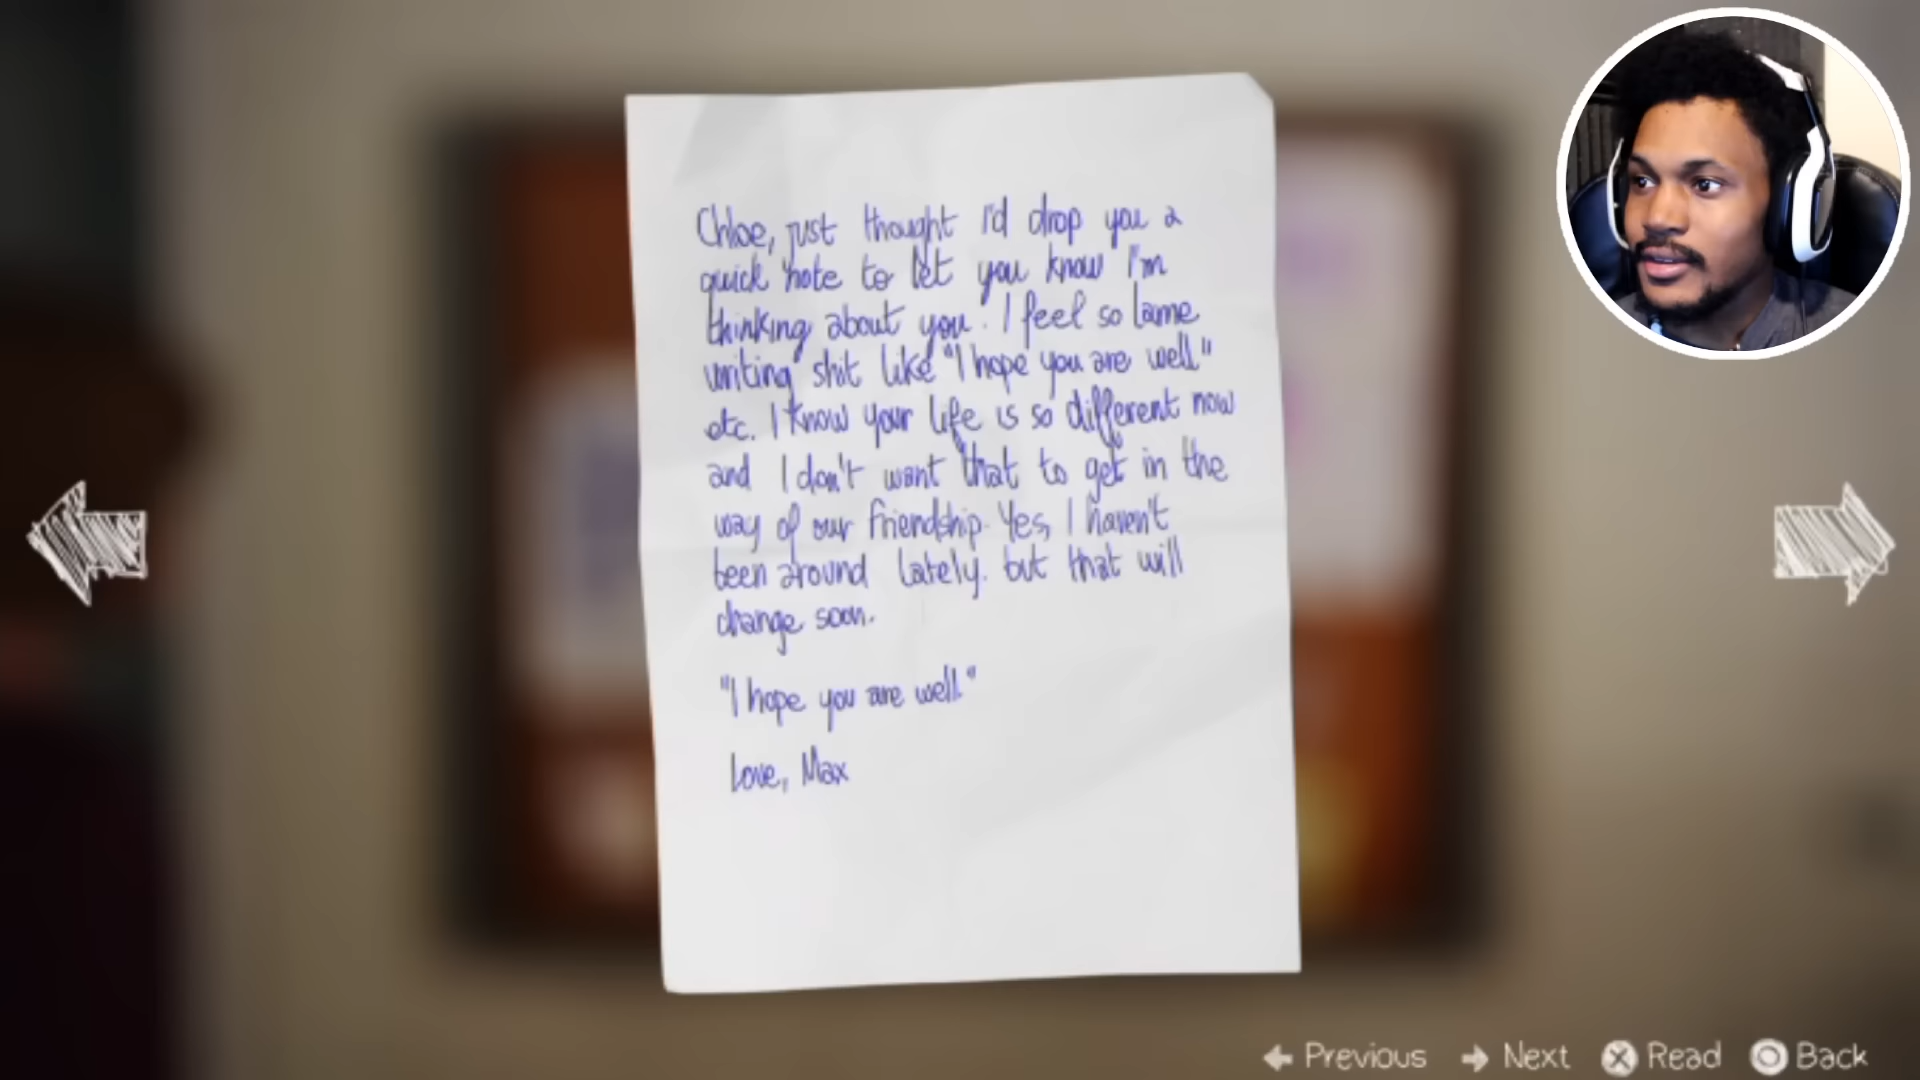 Chloe, just thought I'd drop you a
quick note to let you know I'm
thinking about you. I feel so lame
writing shit like "I hope you are well"
etc. I know your life is so different now
and I don't want that to get in the
way of our friendship. Yes, I haven't
been around lately. but that will
change soon.
"I hope you are well."
Love, Max
Previous Next Read Back